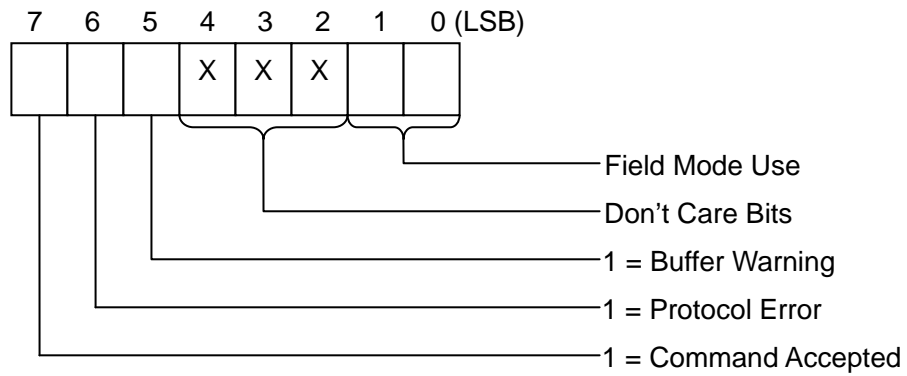 7 6 5 4 3 2 1 0 (LSB)
X X X
Field Mode Use
Don’t Care Bits
1 = Buffer Warning
1 = Protocol Error
1 = Command Accepted